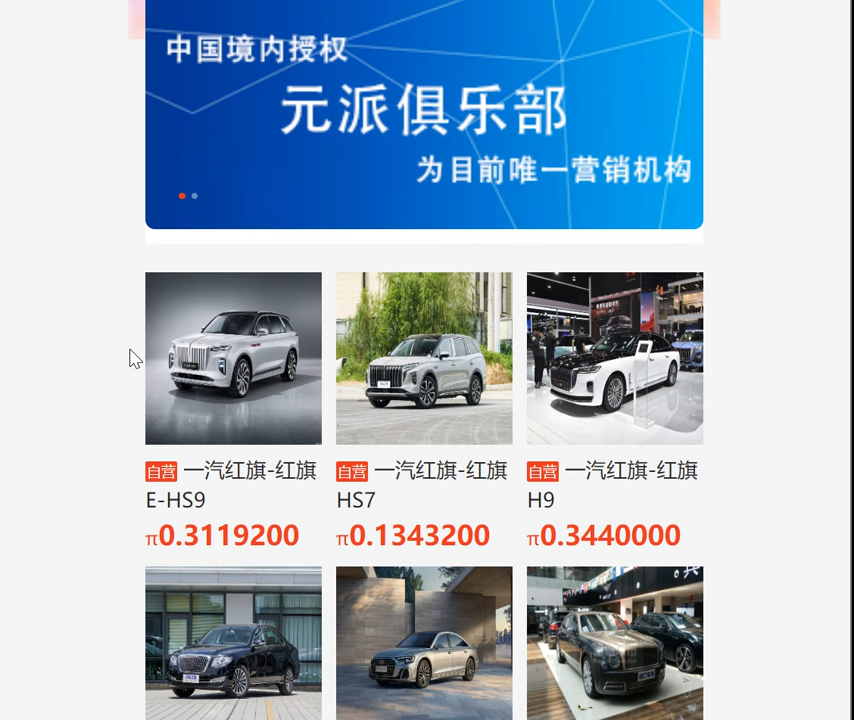 中国境内授权
元派俱乐部
为目前唯一营销机构
自营 一汽红旗-红旗
E-HS9
π0.3119200
自营 一汽红旗-红旗
HS7
π0.1343200
自营 一汽红旗-红旗
H9
π0.3440000